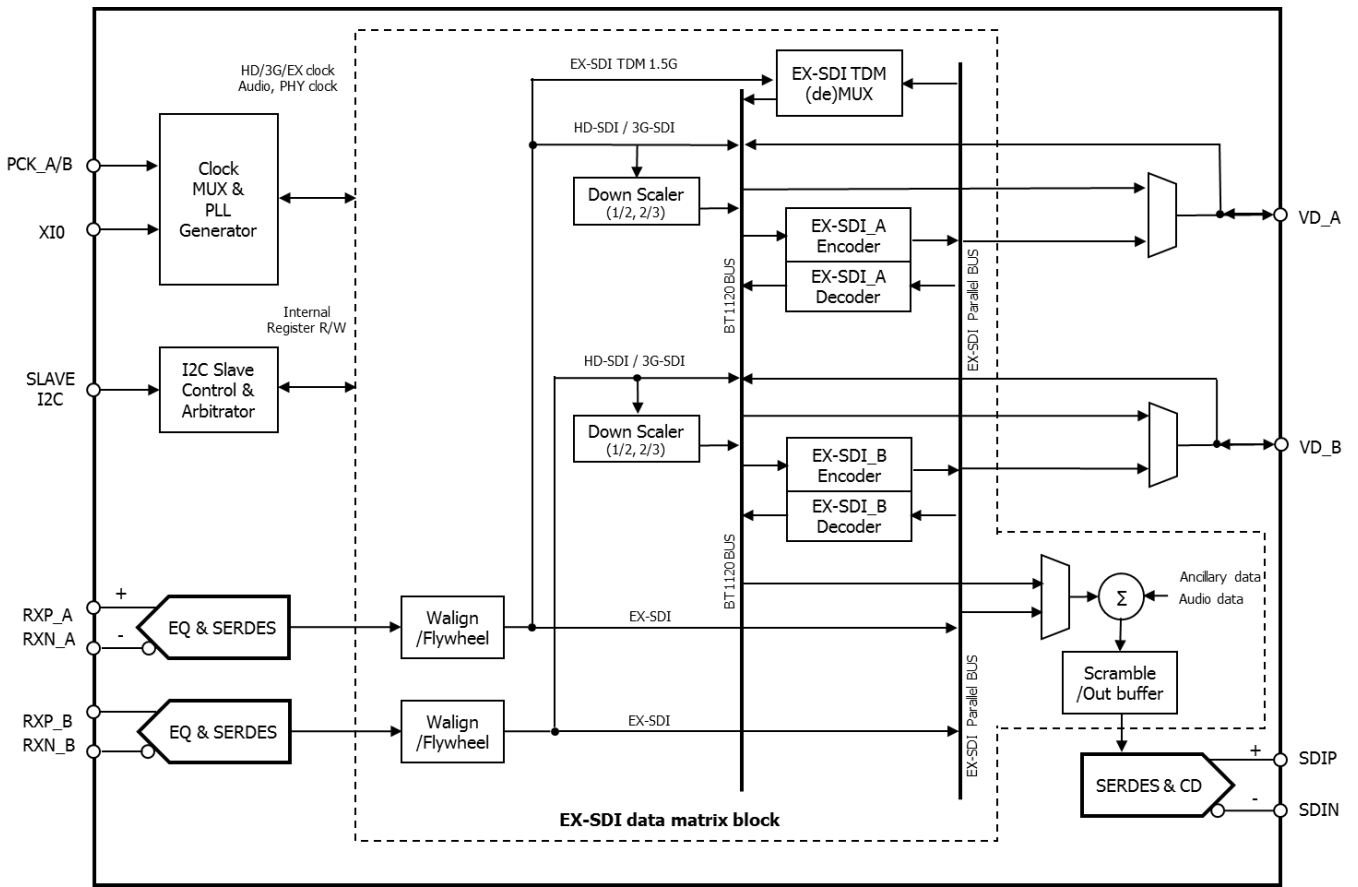 HD/3G/EX clock
Audio, PHY clock
EX-SDI TDM 1.5G
EX-SDI TDM
(de)MUX
HD-SDI / 3G-SDI
PCK_A/B
XI0
Clock
MUX &
PLL
Generator
Down Scaler
(1/2, 2/3)
EX-SDI_A
Encoder
EX-SDI_A
Decoder
VD_A
BT1120 BUS
EX-SDI Parallel BUS
Internal
Register R/W
SLAVE
I2C
I2C Slave
Control &
Arbitrator
HD-SDI / 3G-SDI
Down Scaler
(1/2, 2/3)
EX-SDI_B
Encoder
EX-SDI_B
Decoder
VD_B
BT1120 BUS
Ancillary data
Audio data
Σ
+
RXP_A
RXN_A
-
EQ & SERDES
Walign
/Flywheel
EX-SDI
Scramble
/Out buffer
RXP_B
RXN_B
EQ & SERDES
Walign
/Flywheel
EX-SDI
EX-SDI Parallel BUS
SERDES & CD
+
SDIP
-
SDIN
EX-SDI data matrix block